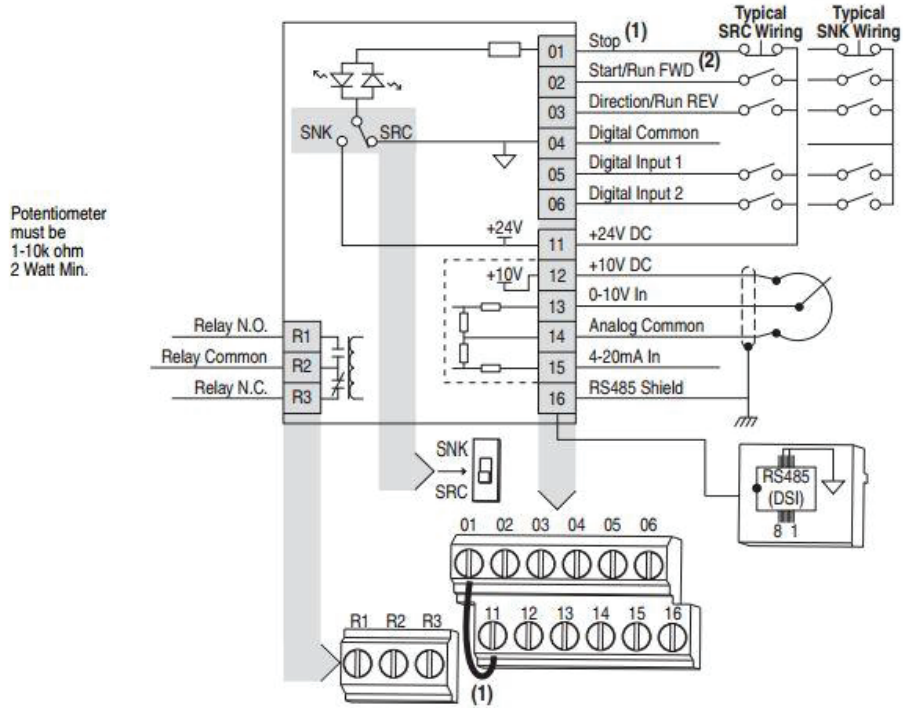 Typical
SRC Wiring
Typical
SNK Wiring
01 Stop (1)
02 Start/Run FWD (2)
03 Direction/Run REV
SNK SRC
04 Digital Common
05 Digital Input 1
06 Digital Input 2
+24V
11 +24V DC
+10V
12 +10V DC
13 0-10V In
14 Analog Common
15 4-20mA In
16 RS485 Shield
Potentiometer
must be
1-10k ohm
2 Watt Min.
Relay N.O. R1
Relay Common R2
Relay N.C. R3
SNK
SRC
RS485
(DSI)
8 1
01 02 03 04 05 06
11 12 13 14 15 16
R1 R2 R3
(1)